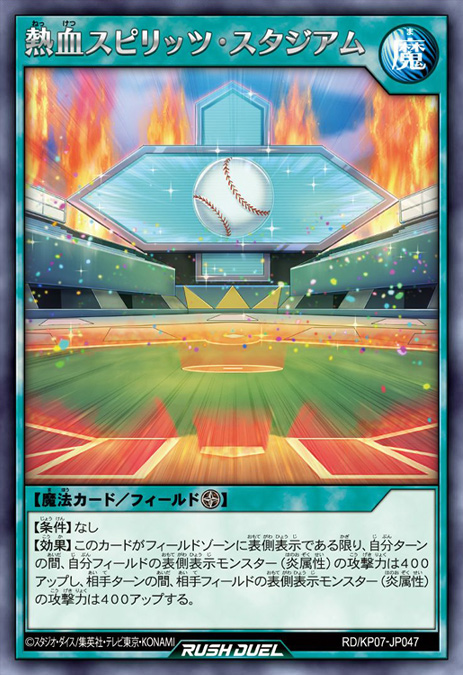 熱血スピリッツ・スタジアム
魔
【魔法カード/フィールド】
【条件】なし
【効果】このカードがフィールドゾーンに表側表示である限り、自分ターン
の間、自分フィールドの表側表示モンスター(炎属性)の攻撃力は400
アップし、相手ターンの間、相手フィールドの表側表示モンスター(炎属性)
の攻撃力は400アップする。
©スタジオ・ダイス/集英社・テレビ東京・KONAMI
RUSH DUEL
RD/KP07-JP047